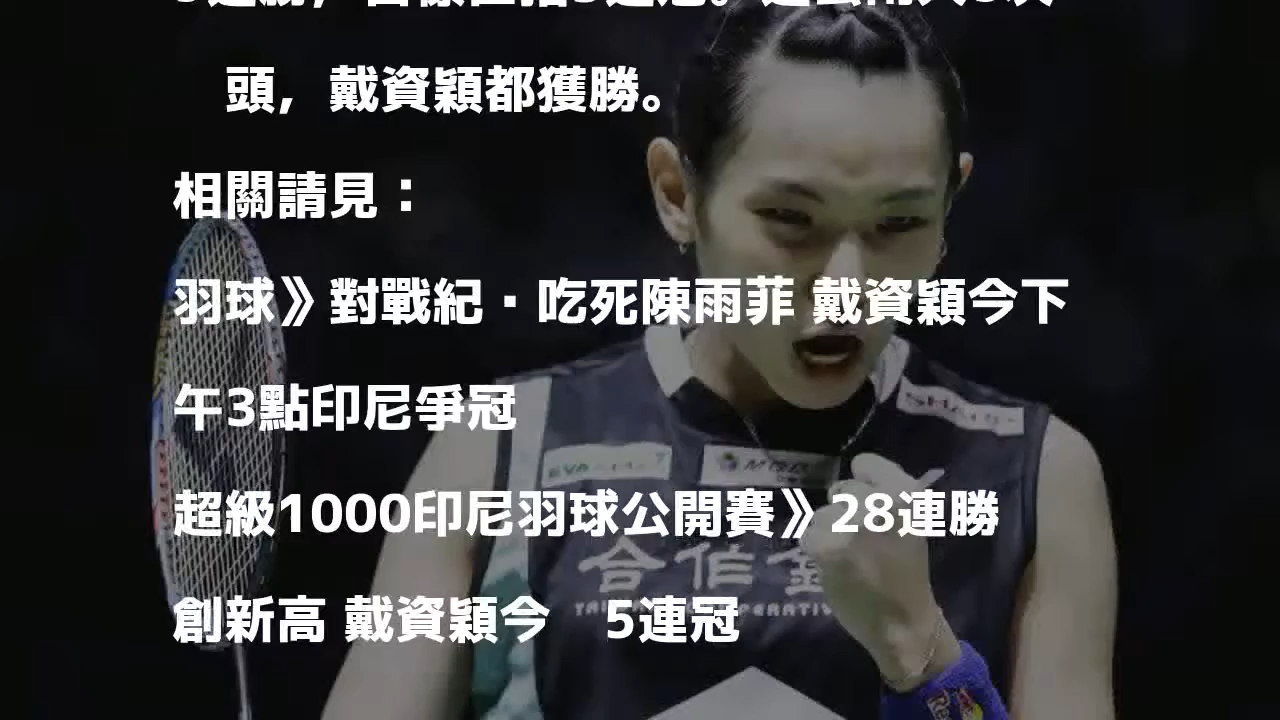 頭，戴資穎都獲勝。
相關請見：
羽球》對戰紀．吃死陳雨菲 戴資穎今下
午3點印尼爭冠
超級1000印尼羽球公開賽》28連勝
創新高 戴資穎今　5連冠
合作金